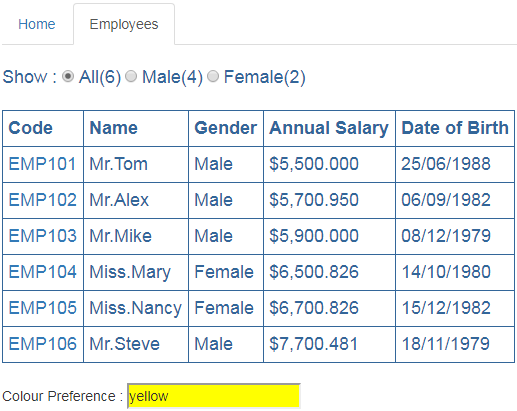 Home Employees
Show : All(6) Male(4) Female(2)
Code Name Gender Annual Salary Date of Birth
EMP101 Mr.Tom Male $5,500.000 25/06/1988
EMP102 Mr.Alex Male $5,700.950 06/09/1982
EMP103 Mr.Mike Male $5,900.000 08/12/1979
EMP104 Miss.Mary Female $6,500.826 14/10/1980
EMP105 Miss.Nancy Female $6,700.826 15/12/1982
EMP106 Mr.Steve Male $7,700.481 18/11/1979
Colour Preference : yellow